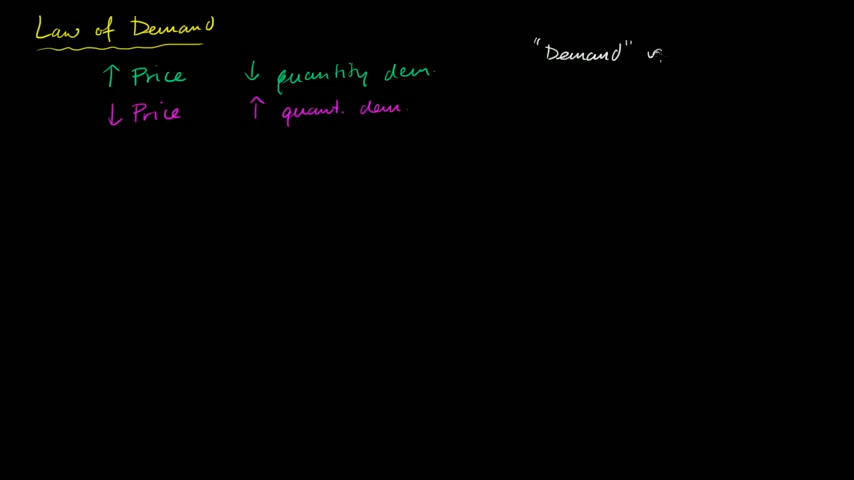 Law of Demand
↑ Price ↓ quantity dem.
↓ Price ↑ quant. dem.
"Demand" vs